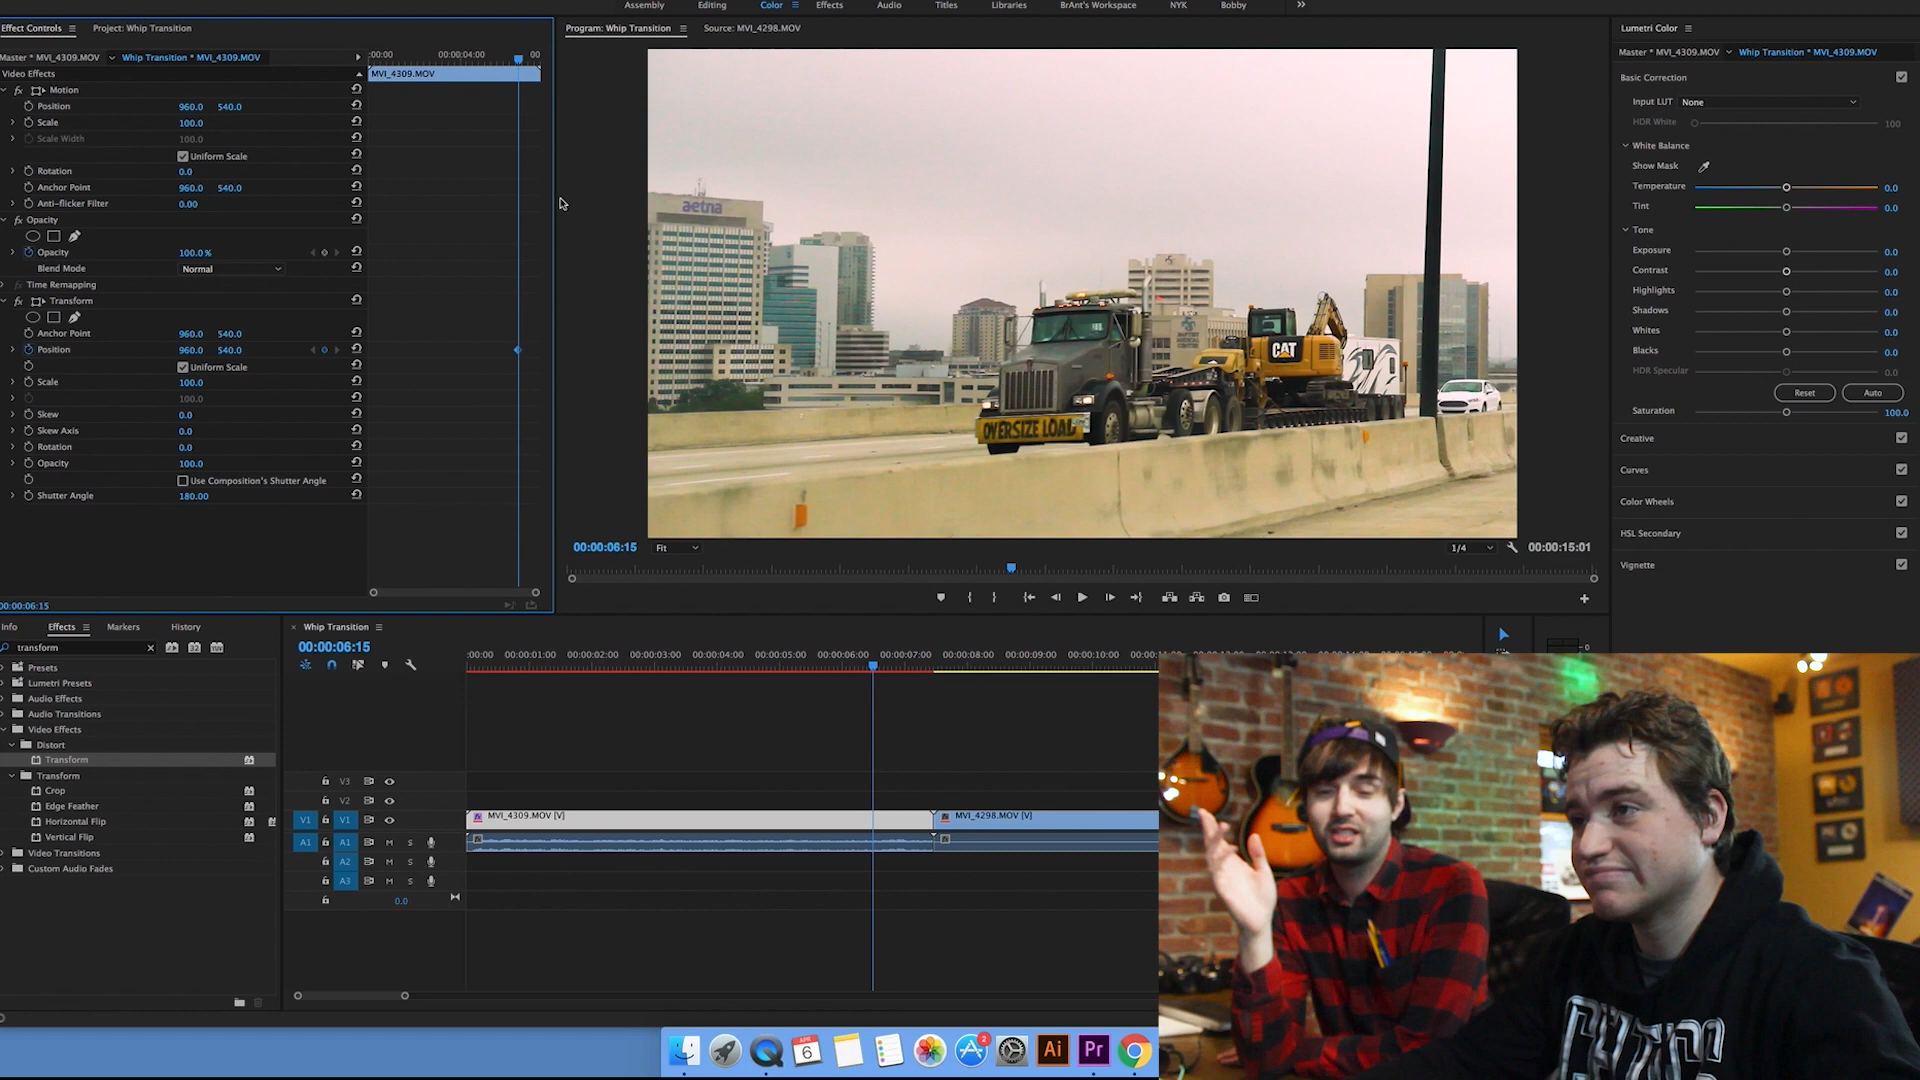 Assembly Editing Color Effects Audio Titles Libraries BrAnt's Workspace NYK Bobby
Effect Controls Project: Whip Transition
Master * MVI_4309.MOV Whip Transition * MVI_4309.MOV
:00:00 00:00:04:00 00
Video Effects
MVI_4309.MOV
fx Motion
Position 960.0 540.0
Scale 100.0
Scale Width 100.0
Uniform Scale
Rotation 0.0
Anchor Point 960.0 540.0
Anti-flicker Filter 0.00
fx Opacity
Opacity 100.0 %
Blend Mode Normal
fx Time Remapping
fx Transform
Anchor Point 960.0 540.0
Position 960.0 540.0
Uniform Scale
Scale 100.0
100.0
Skew 0.0
Skew Axis 0.0
Rotation 0.0
Opacity 100.0
Use Composition's Shutter Angle
Shutter Angle 180.00
00:00:06:15
Program: Whip Transition Source: MVI_4298.MOV
aetna
CAT
OVERSIZE LOAD
00:00:06:15 Fit 1/4 00:00:15:01
Lumetri Color
Master * MVI_4309.MOV Whip Transition * MVI_4309.MOV
Basic Correction
Input LUT None
HDR White 100
White Balance
Show Mask
Temperature 0.0
Tint 0.0
Tone
Exposure 0.0
Contrast 0.0
Highlights 0.0
Shadows 0.0
Whites 0.0
Blacks 0.0
HDR Specular 0.0
Reset Auto
Saturation 100.0
Creative
Curves
Color Wheels
HSL Secondary
Vignette
Info Effects Markers History
transform
Presets
Lumetri Presets
Audio Effects
Audio Transitions
Video Effects
Distort
Transform
Transform
Crop
Edge Feather
Horizontal Flip
Vertical Flip
Video Transitions
Custom Audio Fades
× Whip Transition
00:00:06:15
:00:00 00:00:01:00 00:00:02:00 00:00:03:00 00:00:04:00 00:00:05:00 00:00:06:00 00:00:07:00 00:00:08:00 00:00:09:00 00:00:10:00
0
V3
V2
V1 V1
MVI_4309.MOV [V] MVI_4298.MOV [V]
A1 A1 M S
A2 M S
A3 M S
0.0
APR
6
2
Ai
Pr